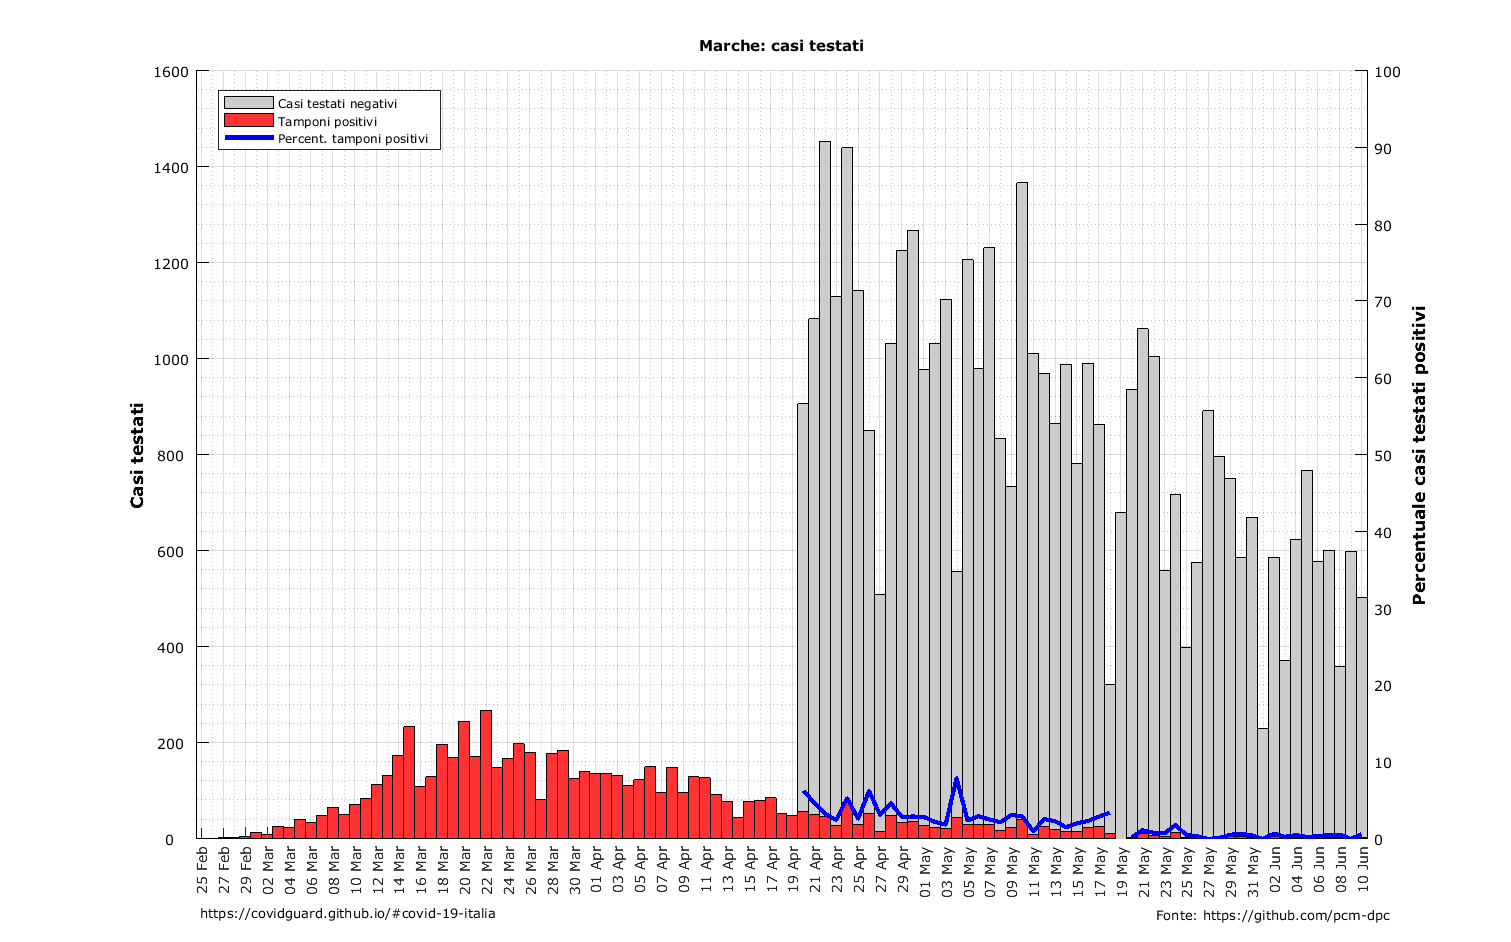 Marche: casi testati
1600
1400
1200
1000
800
600
400
200
0
100
90
80
70
60
50
40
30
20
10
0
Casi testati negativi
Tamponi positivi
Percent. tamponi positivi
Casi testati
Percentuale casi testati positivi
25 Feb
27 Feb
29 Feb
02 Mar
04 Mar
06 Mar
08 Mar
10 Mar
12 Mar
14 Mar
16 Mar
18 Mar
20 Mar
22 Mar
24 Mar
26 Mar
28 Mar
30 Mar
01 Apr
03 Apr
05 Apr
07 Apr
09 Apr
11 Apr
13 Apr
15 Apr
17 Apr
19 Apr
21 Apr
23 Apr
25 Apr
27 Apr
29 Apr
01 May
03 May
05 May
07 May
09 May
11 May
13 May
15 May
17 May
19 May
21 May
23 May
25 May
27 May
29 May
31 May
02 Jun
04 Jun
06 Jun
08 Jun
10 Jun
https://covidguard.github.io/#covid-19-italia
Fonte: https://github.com/pcm-dpc